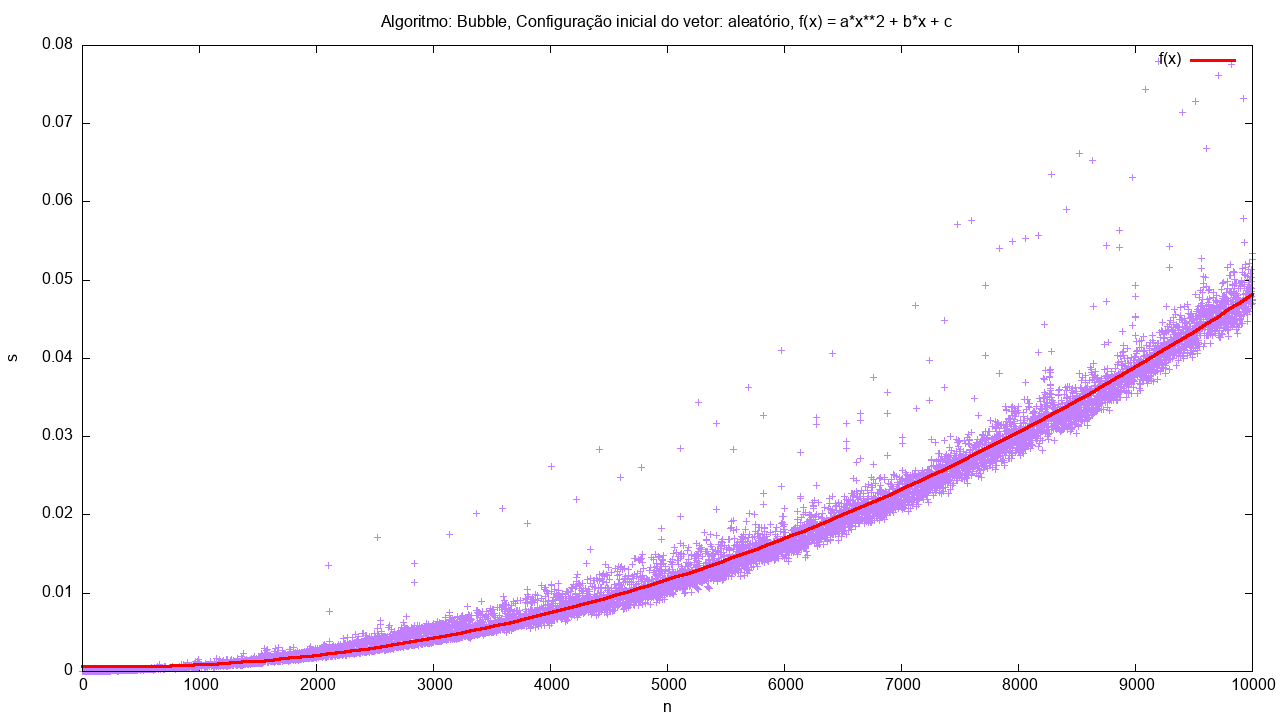 Algoritmo: Bubble, Configuração inicial do vetor: aleatório, f(x) = a*x**2 + b*x + c
f(x)
0.08
0.07
0.06
0.05
0.04
0.03
0.02
0.01
0
s
0 1000 2000 3000 4000 5000 6000 7000 8000 9000 10000
n